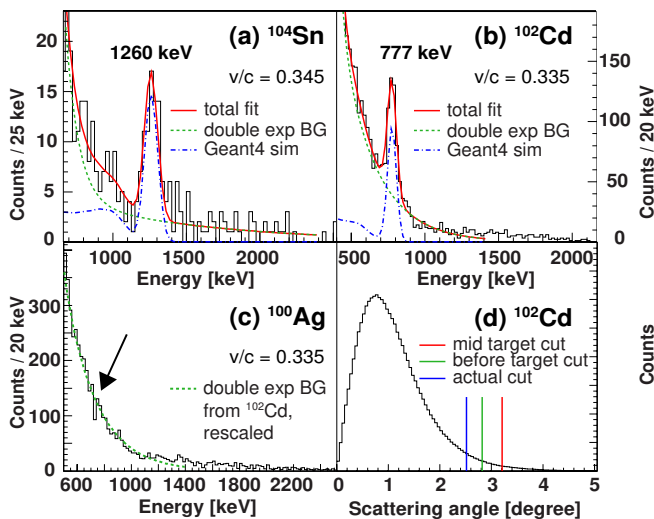 (a) ¹⁰⁴Sn
1260 keV
v/c = 0.345
total fit
double exp BG
Geant4 sim
Counts / 25 keV
20
15
10
5
0
1000 1500 2000
Energy [keV]
(b) ¹⁰²Cd
777 keV
v/c = 0.335
total fit
double exp BG
Geant4 sim
Counts / 20 keV
150
100
50
0
500 1000 1500 2000
Energy [keV]
(c) ¹⁰⁰Ag
v/c = 0.335
double exp BG
from ¹⁰²Cd,
rescaled
Counts / 20 keV
300
200
100
0
600 1000 1400 1800 2200
Energy [keV]
(d) ¹⁰²Cd
mid target cut
before target cut
actual cut
Counts
0 1 2 3 4 5
Scattering angle [degree]